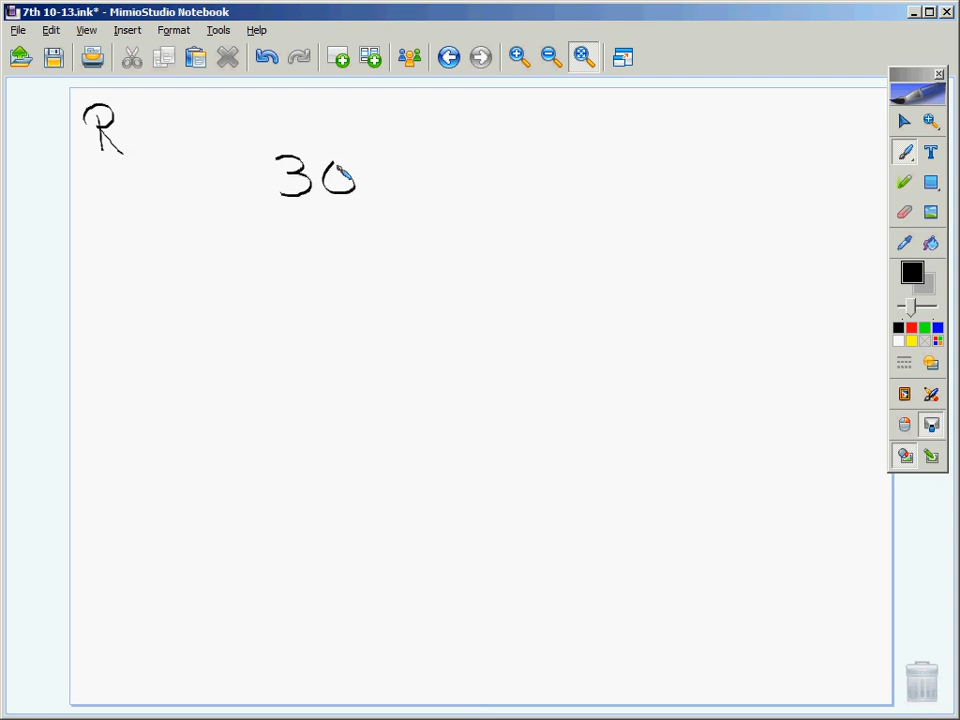 7th 10-13.ink* - MimioStudio Notebook
File Edit View Insert Format Tools Help
R
30
T